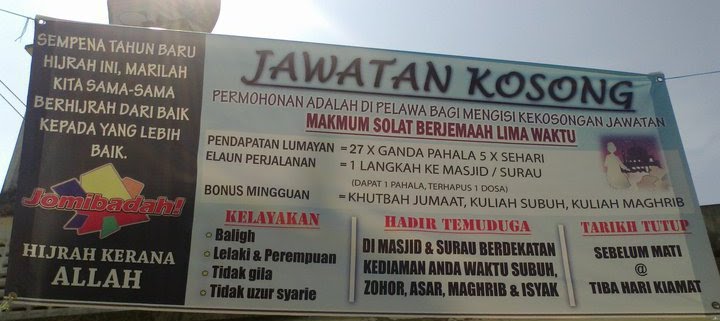 SEMPENA TAHUN BARU
HIJRAH INI, MARILAH
KITA SAMA-SAMA
BERHIJRAH DARI BAIK
KEPADA YANG LEBIH
BAIK.
Jomibadah!
HIJRAH KERANA
ALLAH
JAWATAN KOSONG
PERMOHONAN ADALAH DI PELAWA BAGI MENGISI KEKOSONGAN JAWATAN
MAKMUM SOLAT BERJEMAAH LIMA WAKTU
PENDAPATAN LUMAYAN = 27 X GANDA PAHALA 5 X SEHARI
ELAUN PERJALANAN = 1 LANGKAH KE MASJID / SURAU
(DAPAT 1 PAHALA, TERHAPUS 1 DOSA)
BONUS MINGGUAN = KHUTBAH JUMAAT, KULIAH SUBUH, KULIAH MAGHRIB
KELAYAKAN
Baligh
Lelaki & Perempuan
Tidak gila
Tidak uzur syarie
HADIR TEMUDUGA
DI MASJID & SURAU BERDEKATAN
KEDIAMAN ANDA WAKTU SUBUH,
ZOHOR, ASAR, MAGHRIB & ISYAK
TARIKH TUTUP
SEBELUM MATI
@
TIBA HARI KIAMAT